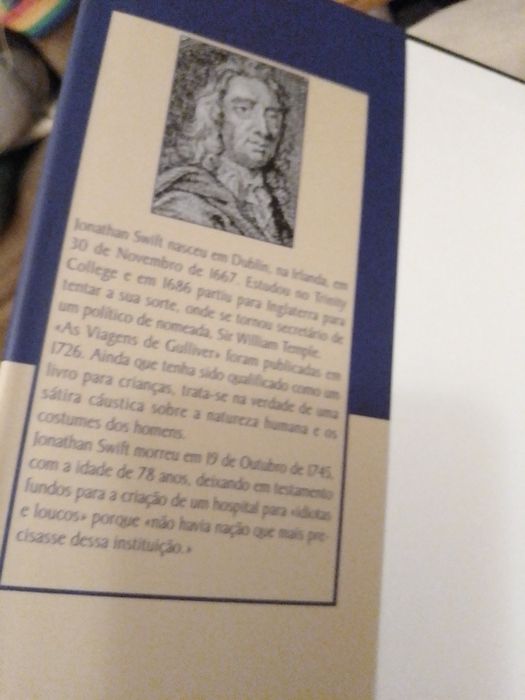 Jonathan Swift nasceu em Dublin, na Irlanda, em
30 de Novembro de 1667. Estudou no Trinity
College e em 1686 partiu para Inglaterra para
tentar a sua sorte, onde se tornou secretário de
um político de nomeada, Sir William Temple.
«As Viagens de Gulliver» foram publicadas em
1726. Ainda que tenha sido qualificado como um
livro para crianças, trata-se na verdade de uma
sátira cáustica sobre a natureza humana e os
costumes dos homens.
Jonathan Swift morreu em 19 de Outubro de 1745,
com a idade de 78 anos, deixando em testamento
fundos para a criação de um hospital para «idiotas
e loucos» porque «não havia nação que mais pre-
cisasse dessa instituição.»